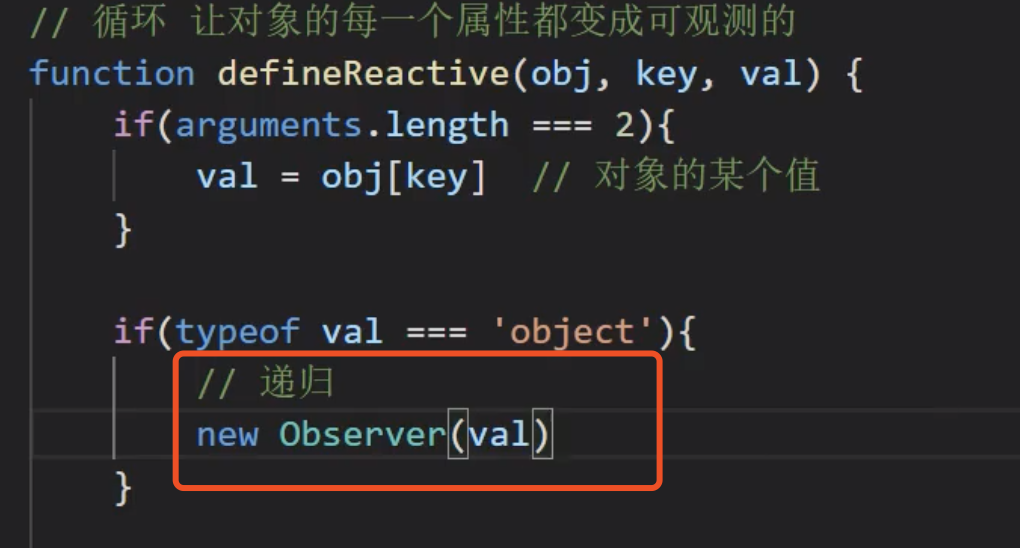 // 循环 让对象的每一个属性都变成可观测的
function defineReactive(obj, key, val) {
if(arguments.length === 2){
val = obj[key] // 对象的某个值
}
if(typeof val === 'object'){
// 递归
new Observer(val)
}